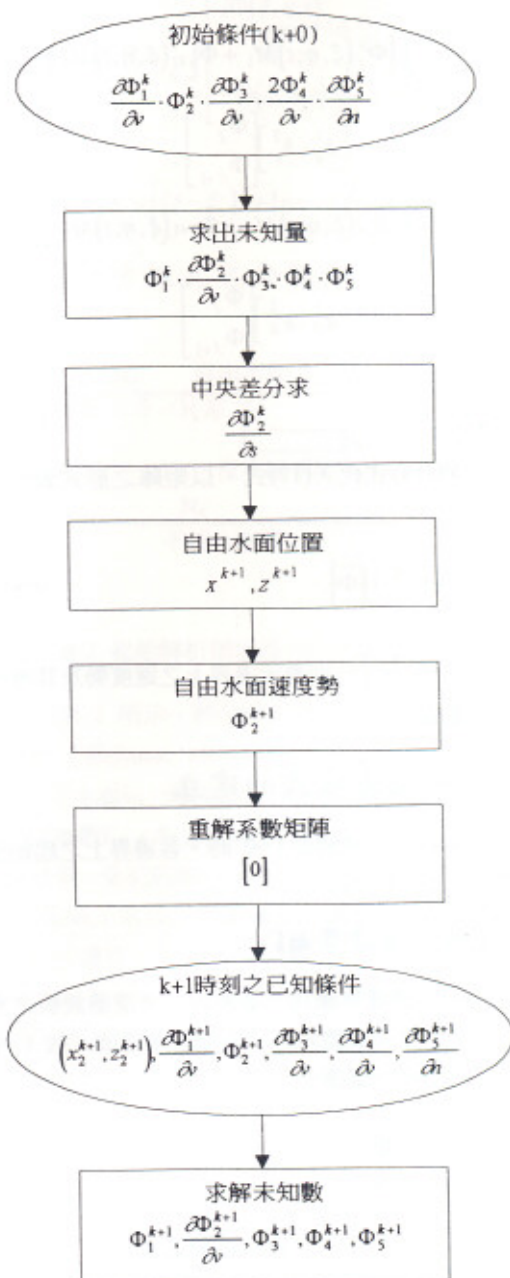 初始條件(k+0)
∂Φ₁ᵏ/∂v · Φ₂ᵏ · ∂Φ₃ᵏ/∂v · 2Φ₄ᵏ/∂v · ∂Φ₅ᵏ/∂n
求出未知量
Φ₁ᵏ · ∂Φ₂ᵏ/∂v · Φ₃ᵏ · Φ₄ᵏ · Φ₅ᵏ
中央差分求
∂Φ₂ᵏ/∂s
自由水面位置
xᵏ⁺¹, zᵏ⁺¹
自由水面速度勢
Φ₂ᵏ⁺¹
重解系數矩陣
[0]
k+1時刻之已知條件
(x₂ᵏ⁺¹, z₂ᵏ⁺¹), ∂Φ₁ᵏ⁺¹/∂v, Φ₂ᵏ⁺¹, ∂Φ₃ᵏ⁺¹/∂v, ∂Φ₄ᵏ⁺¹/∂v, ∂Φ₅ᵏ⁺¹/∂n
求解未知數
Φ₁ᵏ⁺¹, ∂Φ₂ᵏ⁺¹/∂v, Φ₃ᵏ⁺¹, Φ₄ᵏ⁺¹, Φ₅ᵏ⁺¹